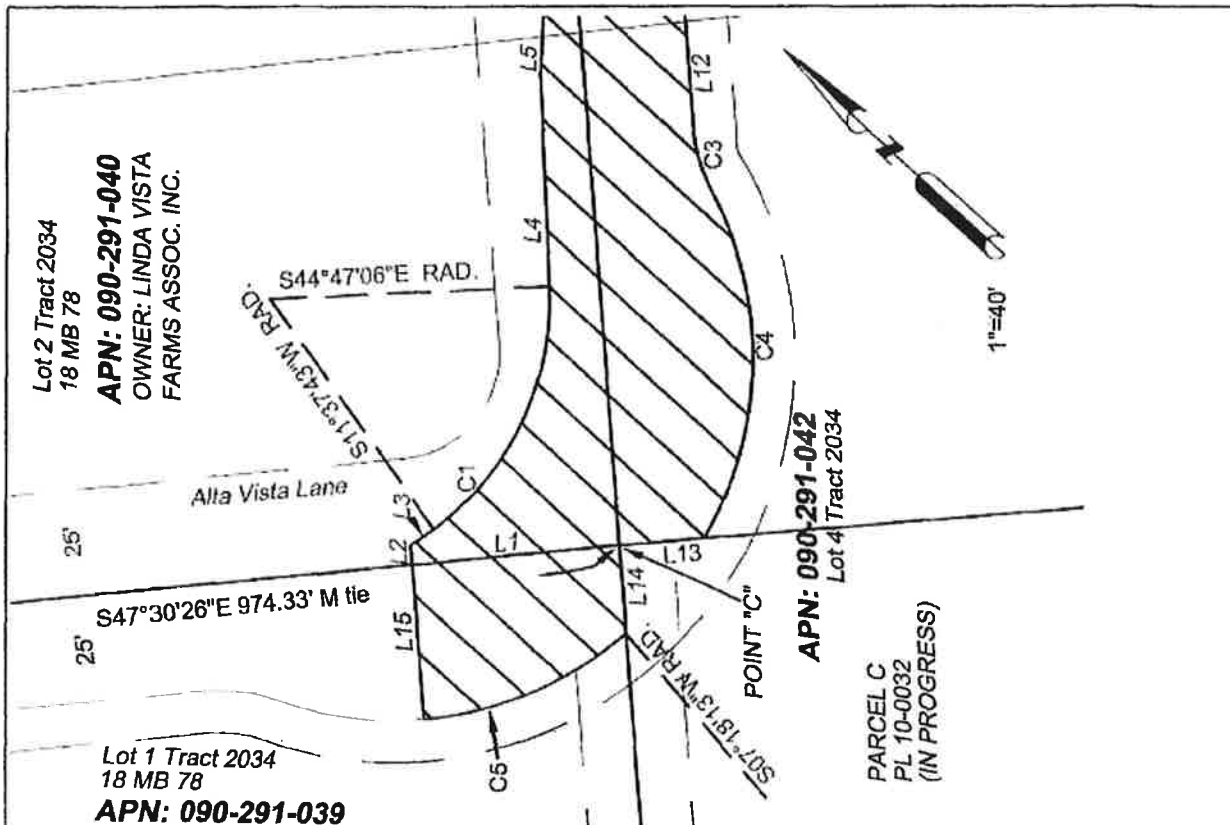 Lot 2 Tract 2034
18 MB 78
APN: 090-291-040
OWNER: LINDA VISTA
FARMS ASSOC. INC.
L5
L12
C3
N
L4
S44°47'06"E RAD.
S11°37'43"W RAD.
1"=40'
C4
Alta Vista Lane
C1
L3
25'
L2
L1
L13
S47°30'26"E 974.33' M tie
25'
L15
L14
POINT "C"
APN: 090-291-042
Lot 4 Tract 2034
S07°18'13"W RAD.
PARCEL C
PL 10-0032
(IN PROGRESS)
C5
Lot 1 Tract 2034
18 MB 78
APN: 090-291-039